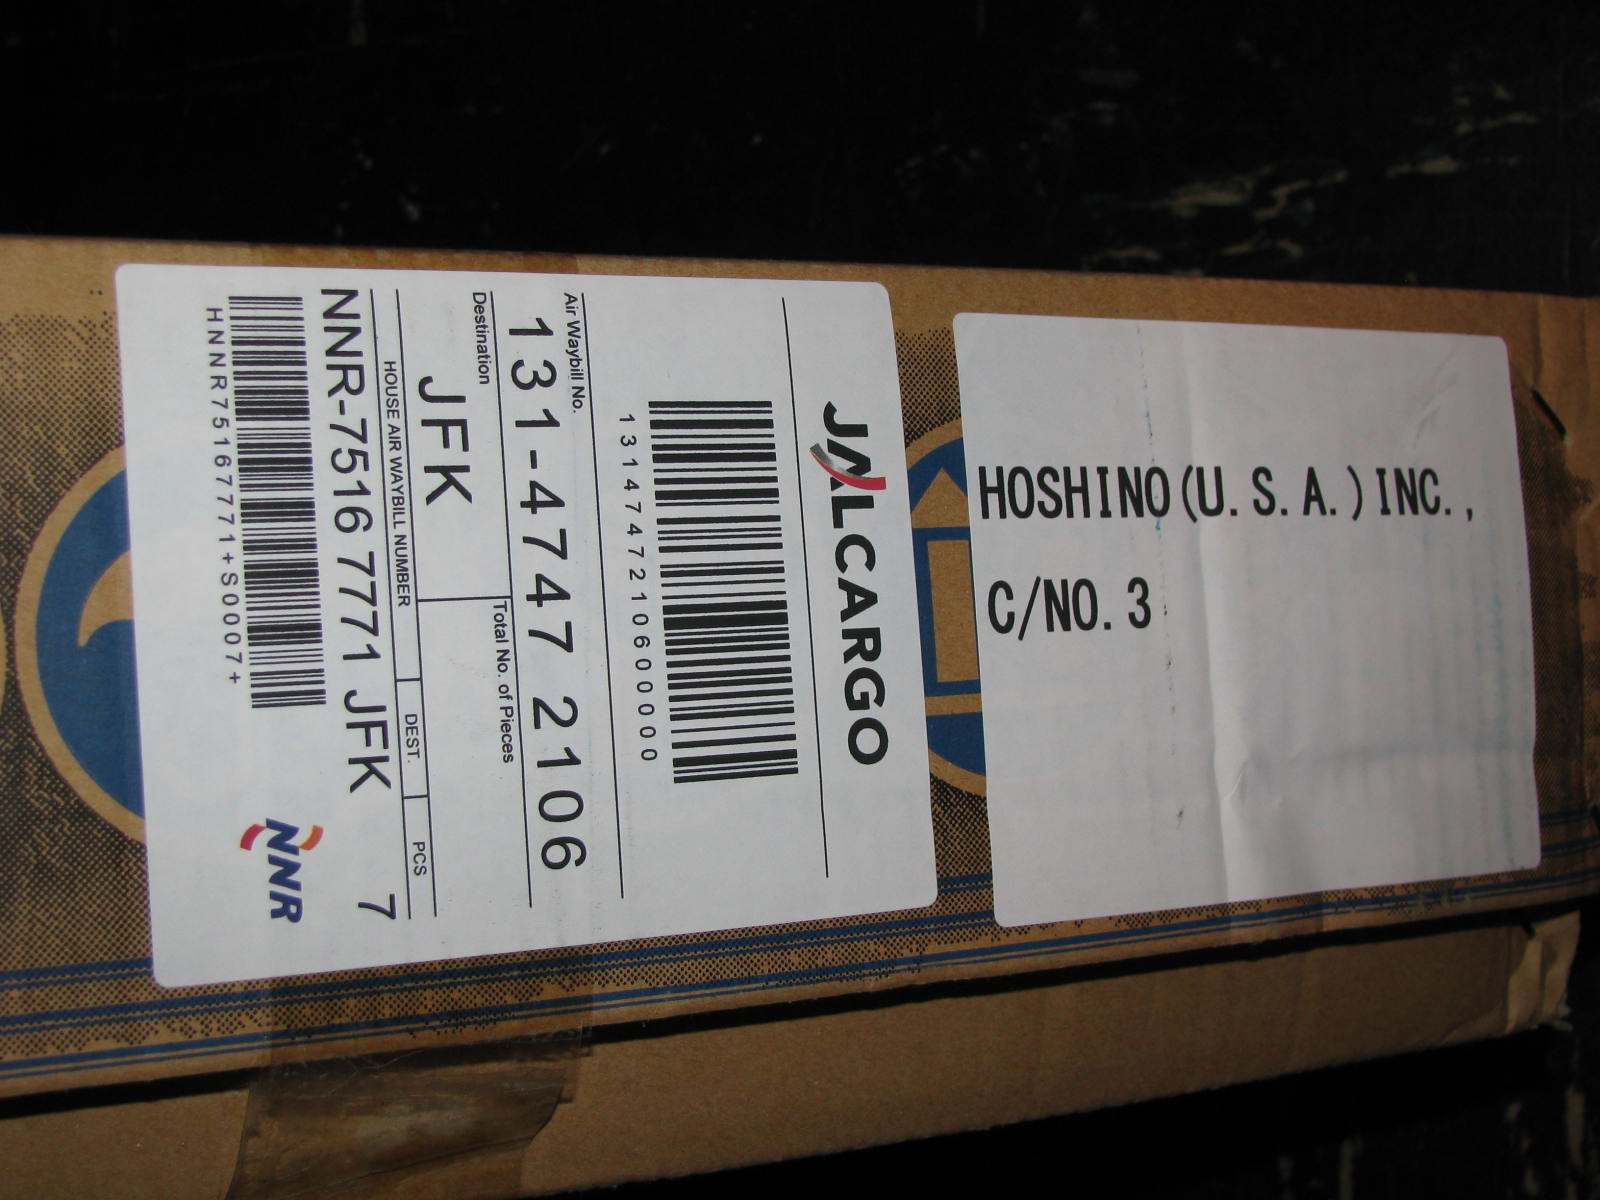 HOSHINO(U.S.A.)INC.,
C/NO.3
JALCARGO
1314747210600000
Air Waybill No.
131-4747 2106
Destination
Total No. of Pieces
JFK
HOUSE AIR WAYBILL NUMBER
DEST.
PCS
NNR-7516 7771 JFK 7
HNNR75167771+S0007+
NNR